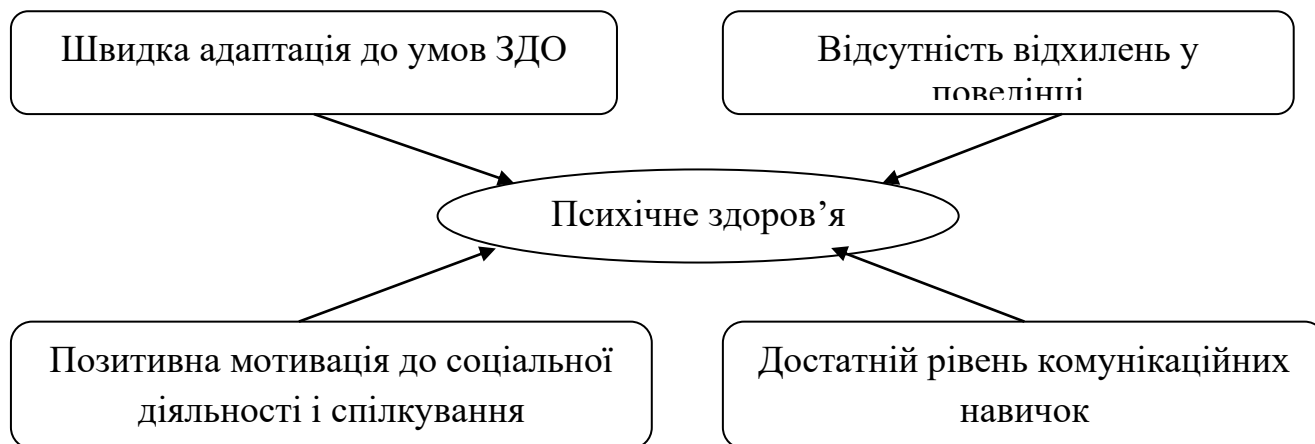 Швидка адаптація до умов ЗДО
Відсутність відхилень у
поведінці
Психічне здоров’я
Позитивна мотивація до соціальної
діяльності і спілкування
Достатній рівень комунікаційних
навичок